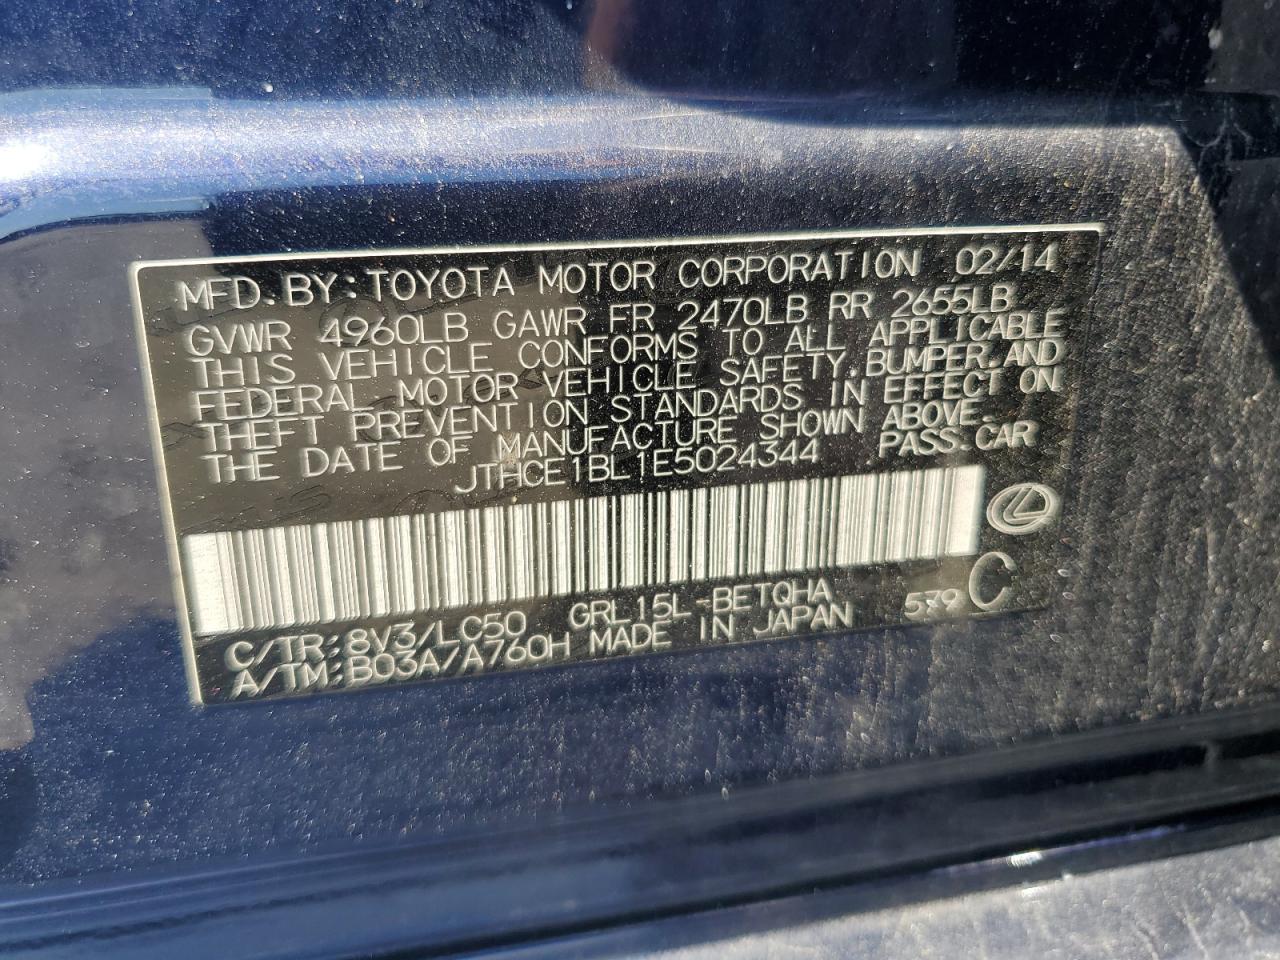 MFD. BY: TOYOTA MOTOR CORPORATION 02/14
GVWR 4960LB GAWR FR 2470LB RR 2655LB
THIS VEHICLE CONFORMS TO ALL APPLICABLE
FEDERAL MOTOR VEHICLE SAFETY, BUMPER, AND
THEFT PREVENTION STANDARDS IN EFFECT ON
THE DATE OF MANUFACTURE SHOWN ABOVE.
JTHCE1BL1E5024344 PASS. CAR
C
C/TR: 8V3/LC50 GRL15L-BETQHA 579
A/TM: B03A/A760H MADE IN JAPAN